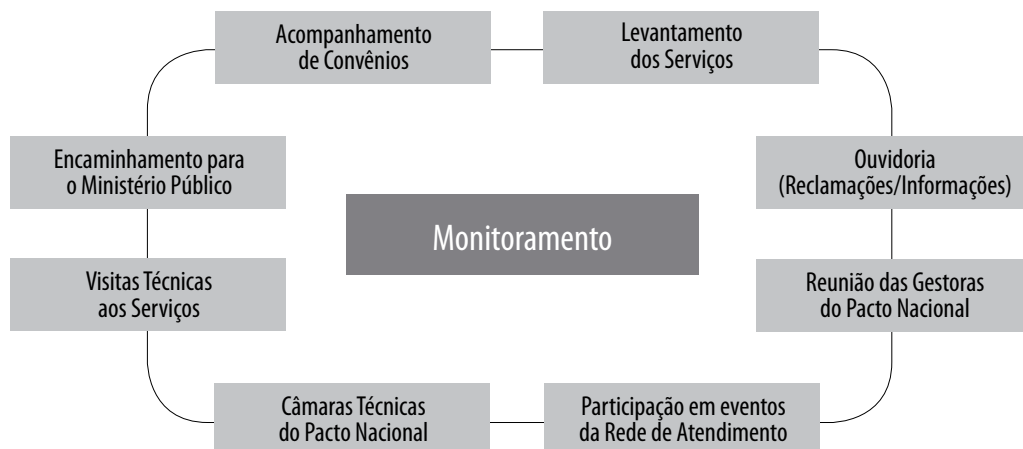 Acompanhamento
de Convênios
Levantamento
dos Serviços
Encaminhamento para
o Ministério Público
Ouvidoria
(Reclamações/Informações)
Monitoramento
Visitas Técnicas
aos Serviços
Reunião das Gestoras
do Pacto Nacional
Câmaras Técnicas
do Pacto Nacional
Participação em eventos
da Rede de Atendimento